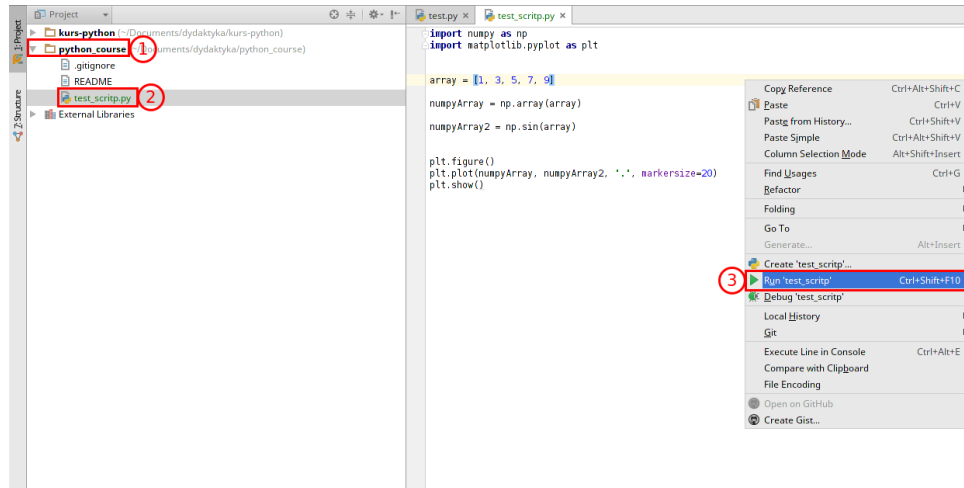 Project
test.py
test_scritp.py
1: Project
7: Structure
kurs-python (~/Documents/dydaktyka/kurs-python)
python_course (~/Documents/dydaktyka/python_course)
1
.gitignore
README
test_scritp.py
2
External Libraries
import numpy as np
import matplotlib.pyplot as plt
array = [1, 3, 5, 7, 9]
numpyArray = np.array(array)
numpyArray2 = np.sin(array)
plt.figure()
plt.plot(numpyArray, numpyArray2, '.', markersize=20)
plt.show()
Copy Reference Ctrl+Alt+Shift+C
Paste Ctrl+V
Paste from History... Ctrl+Shift+V
Paste Simple Ctrl+Alt+Shift+V
Column Selection Mode Alt+Shift+Insert
Find Usages Ctrl+G
Refactor
Folding
Go To
Generate... Alt+Insert
Create 'test_scritp'...
3
Run 'test_scritp' Ctrl+Shift+F10
Debug 'test_scritp'
Local History
Git
Execute Line in Console Ctrl+Alt+E
Compare with Clipboard
File Encoding
Open on GitHub
Create Gist...